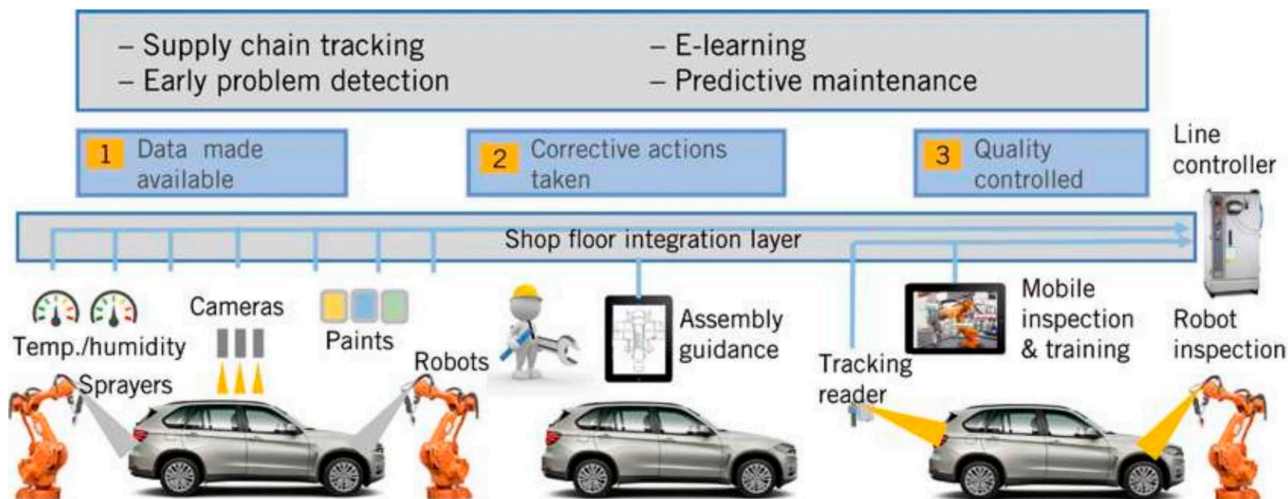 – Supply chain tracking
– Early problem detection
– E-learning
– Predictive maintenance
1 Data made
available
2 Corrective actions
taken
3 Quality
controlled
Line
controller
Shop floor integration layer
Temp./humidity
Sprayers
Cameras
Paints
Robots
Assembly
guidance
Tracking
reader
Mobile
inspection
& training
Robot
inspection